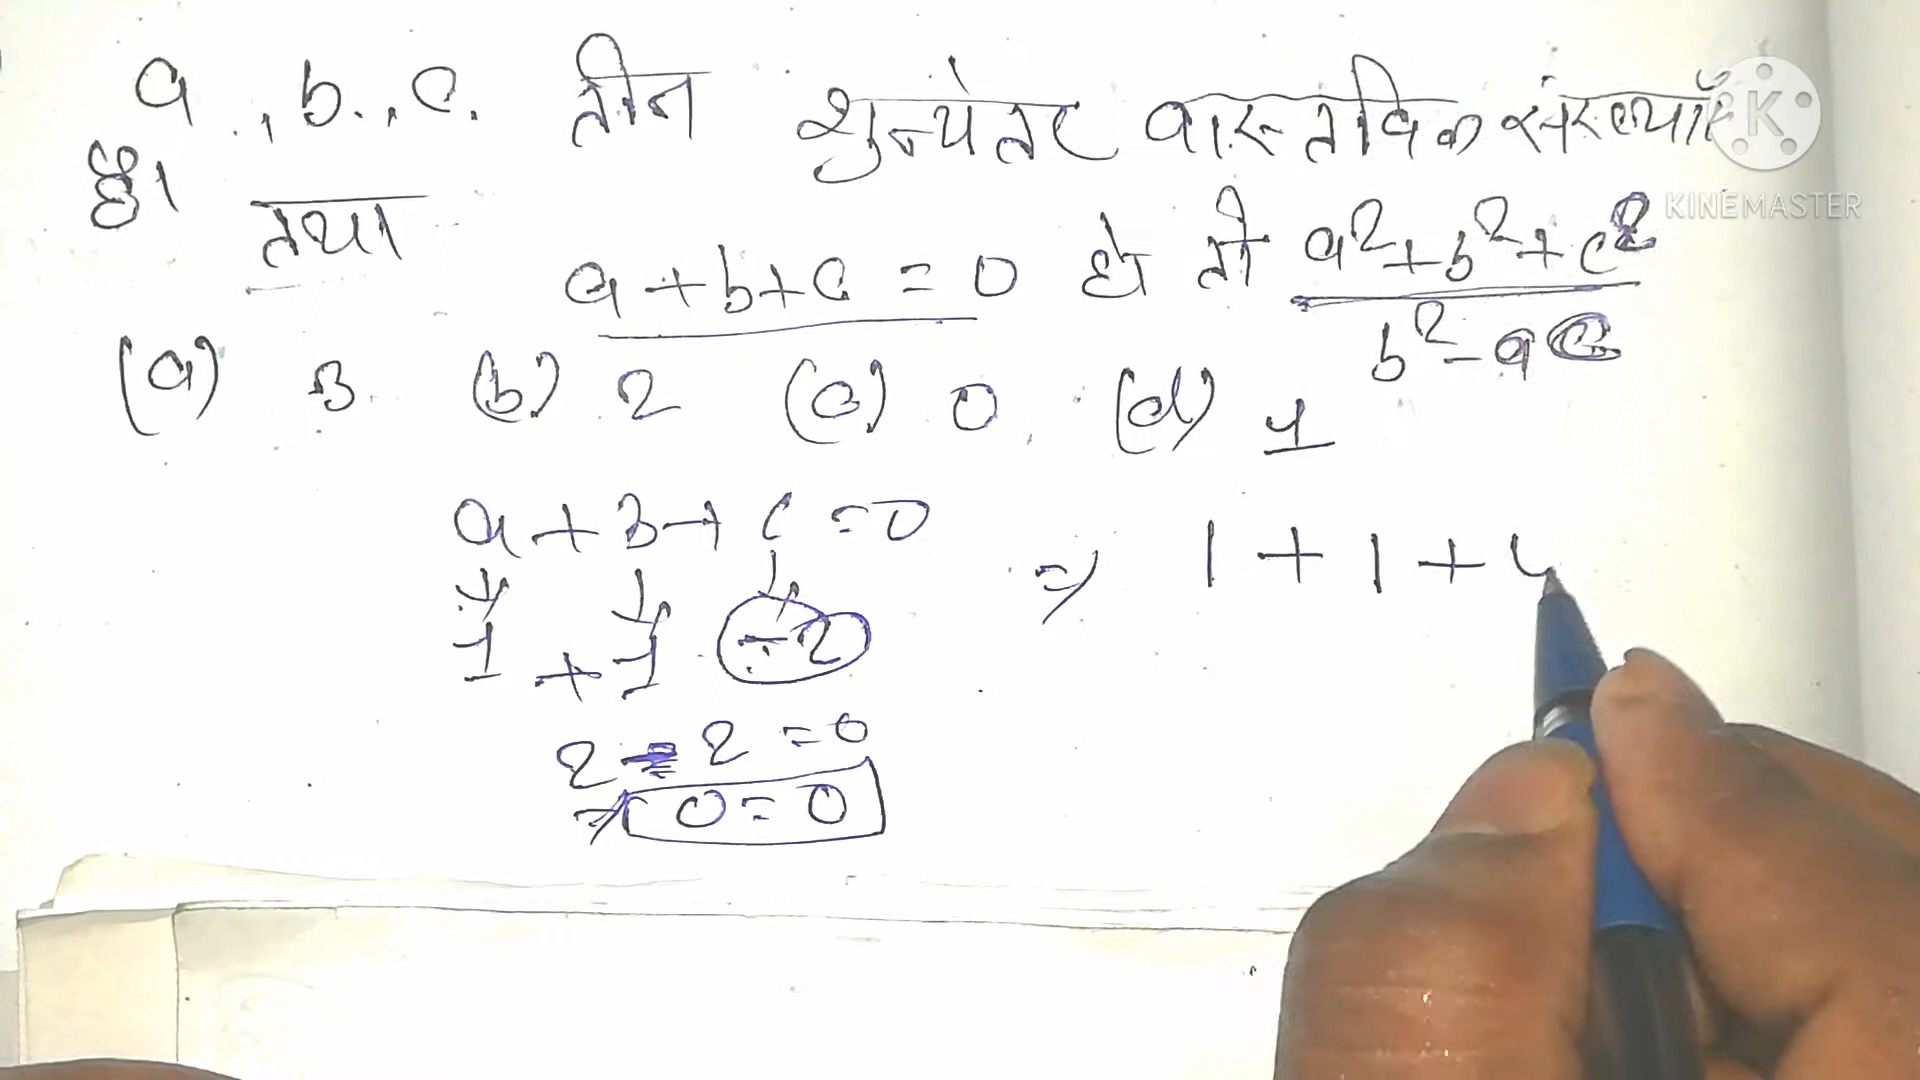 a, b, c. तीन शुन्येतर वास्तविक संख्याएँ
है। तथा a+b+c = 0 हो तो a²+b²+c² / b²-ac
(a) 3 (b) 2 (c) 0 (d) 1
a + b + c = 0
1 + 1 -2
2 - 2 = 0
⇒ 0 = 0
⇒ 1 + 1 + 4
K
KINEMASTER